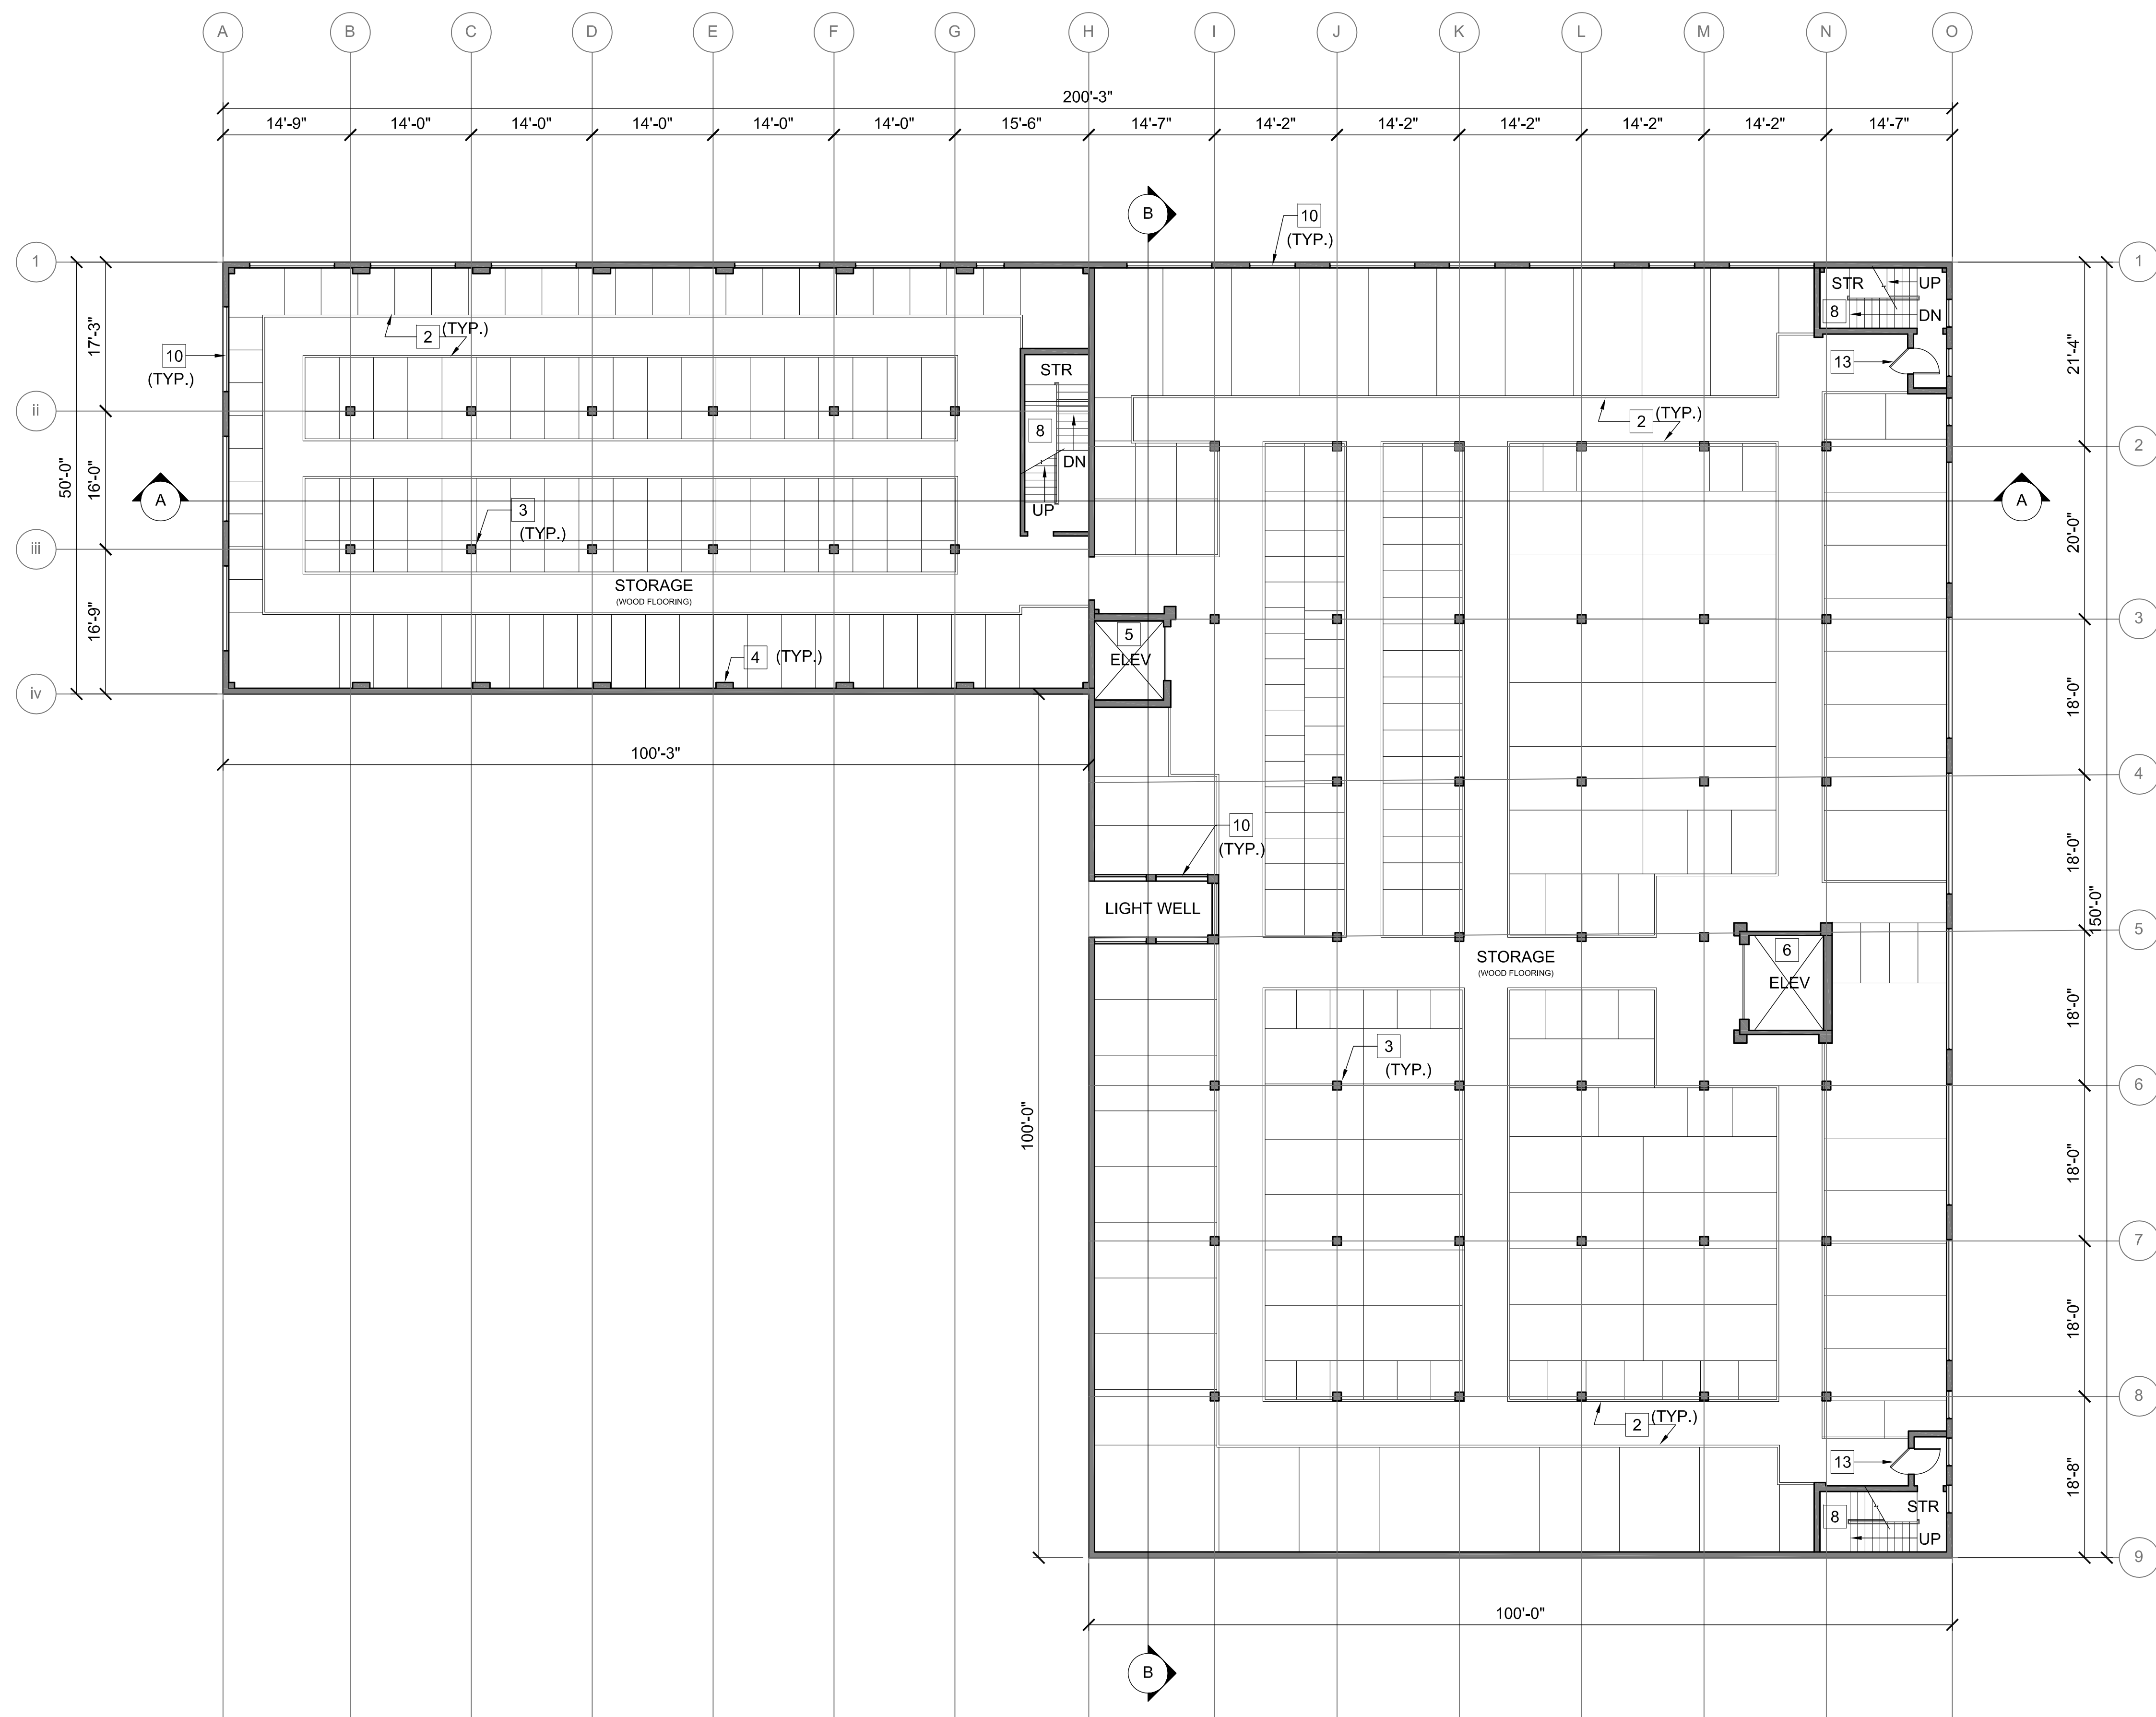 A B C D E F G H I J K L M N O
200'-3"
14'-9" 14'-0" 14'-0" 14'-0" 14'-0" 14'-0" 15'-6" 14'-7" 14'-2" 14'-2" 14'-2" 14'-2" 14'-2" 14'-7"
B
10
(TYP.)
1
1
STR
UP
8
DN
17'-3"
2
(TYP.)
10
(TYP.)
STR
13
21'-4"
ii
8
2
(TYP.)
2
50'-0"
16'-0"
DN
A
A
3
(TYP.)
UP
20'-0"
iii
STORAGE
(WOOD FLOORING)
16'-9"
5
ELEV
3
4
(TYP.)
iv
18'-0"
100'-3"
4
10
(TYP.)
18'-0"
LIGHT WELL
150'-0"
5
STORAGE
(WOOD FLOORING)
6
ELEV
18'-0"
3
(TYP.)
6
100'-0"
18'-0"
7
18'-0"
8
2
(TYP.)
13
18'-8"
STR
8
UP
9
100'-0"
B